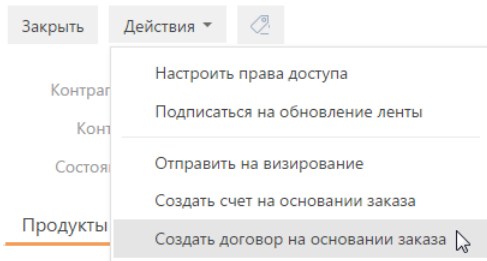 Закрыть Действия
Настроить права доступа
Подписаться на обновление ленты
Отправить на визирование
Создать счет на основании заказа
Продукты
Создать договор на основании заказа